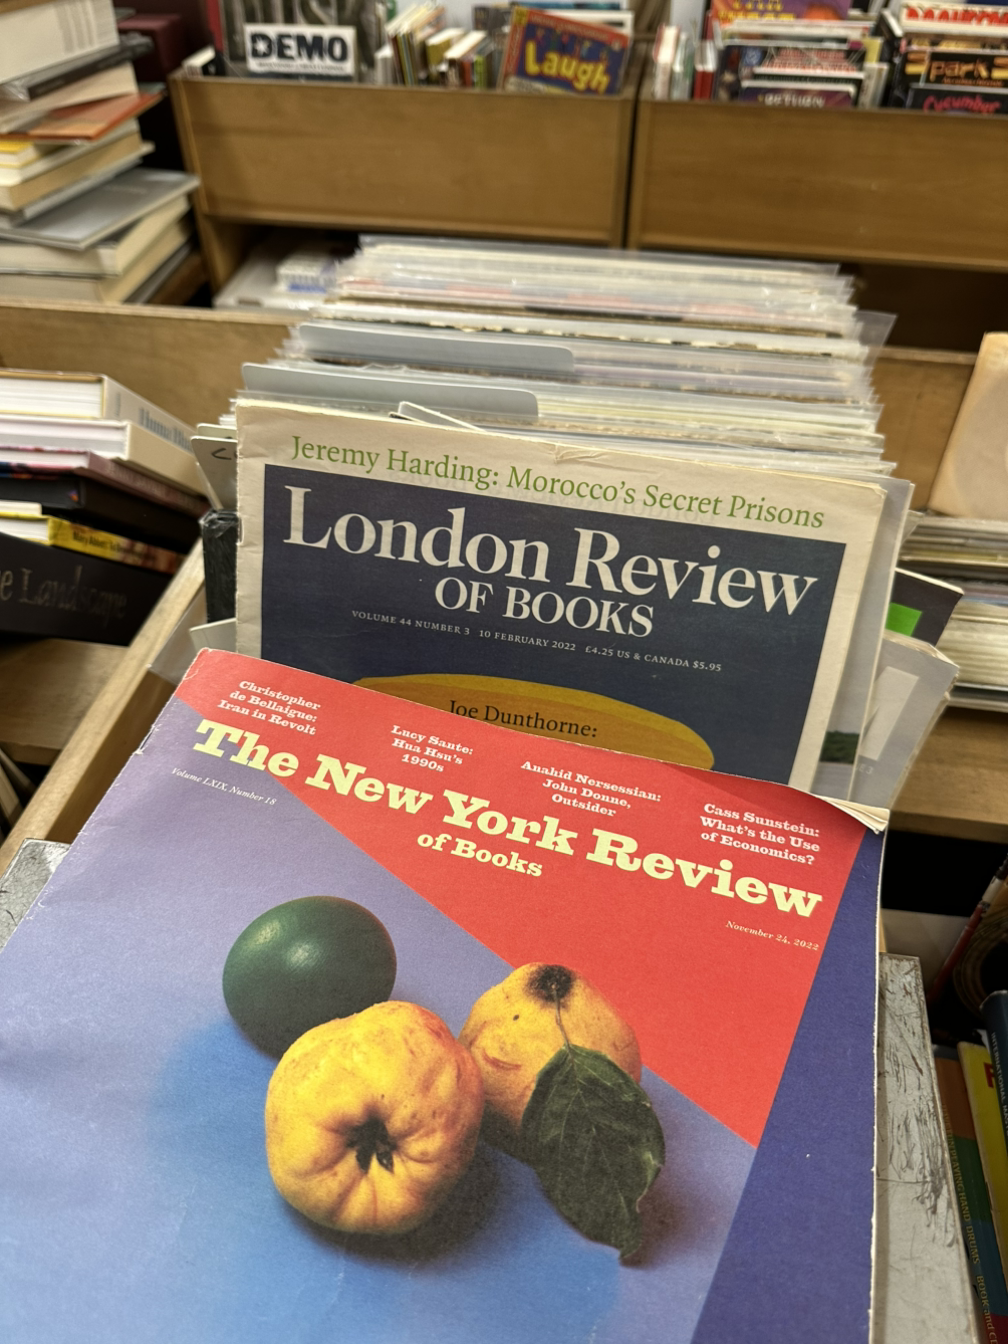 DEMO
Laugh
Spark
RETURN
Cucumber
Jeremy Harding: Morocco's Secret Prisons
London Review
OF BOOKS
VOLUME 44 NUMBER 3 10 FEBRUARY 2022 £4.25 US & CANADA $5.95
Joe Dunthorne:
Christopher
de Bellaigue:
Iran in Revolt
Lucy Sante:
Hua Hsu's
1990s
Anahid Nersessian:
John Donne,
Outsider
Cass Sunstein:
What's the Use
of Economics?
The New York Review
of Books
Volume LXIX, Number 18
November 24, 2022